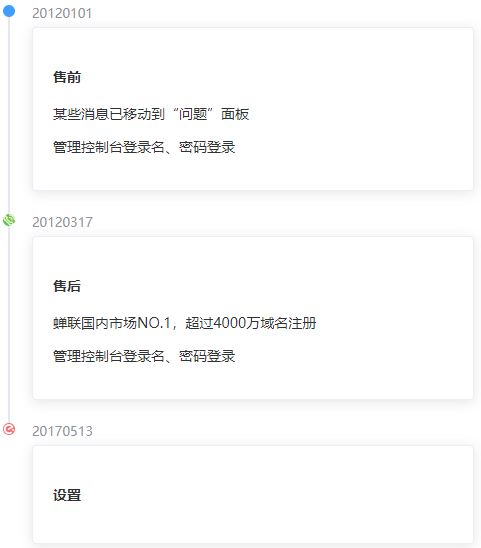 20120101
售前
某些消息已移动到“问题”面板
管理控制台登录名、密码登录
20120317
售后
蝉联国内市场NO.1，超过4000万域名注册
管理控制台登录名、密码登录
20170513
设置